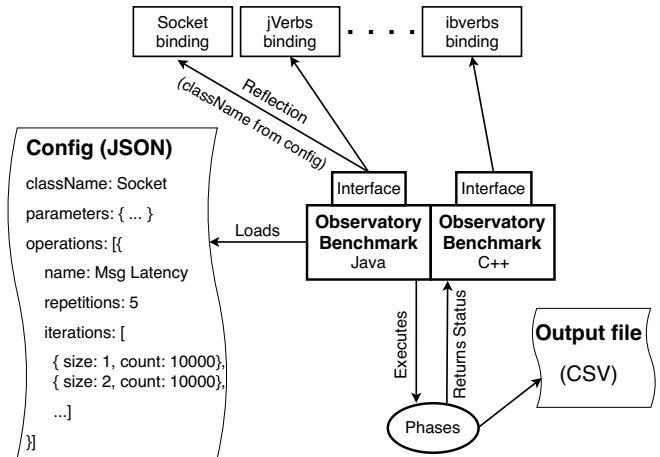 Socket
binding
jVerbs
binding
. . . .
ibverbs
binding
Reflection
(className from config)
Config (JSON)
className: Socket
parameters: { ... }
operations: [{
name: Msg Latency
repetitions: 5
iterations: [
{ size: 1, count: 10000},
{ size: 2, count: 10000},
...]
}]
Loads
Interface
Observatory
Benchmark
Java
Interface
Observatory
Benchmark
C++
Executes
Returns Status
Phases
Output file
(CSV)